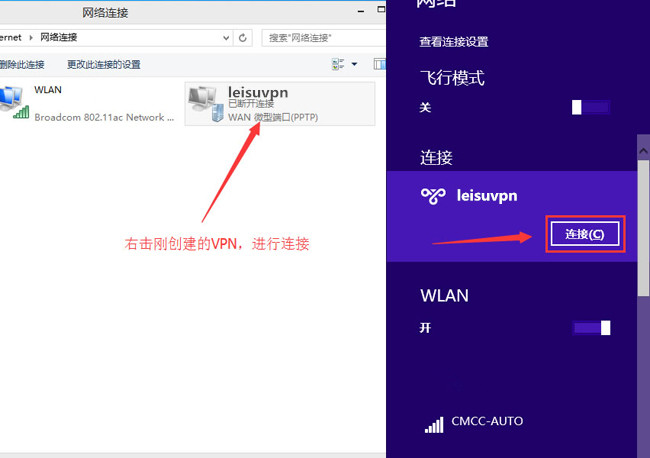 网络连接
ernet ▸ 网络连接
搜索"网络连接"
删除此连接
更改此连接的设置
WLAN
Broadcom 802.11ac Network ...
leisuvpn
已断开连接
WAN 微型端口(PPTP)
右击刚创建的VPN，进行连接
网络
查看连接设置
飞行模式
关
连接
leisuvpn
连接(C)
WLAN
开
CMCC-AUTO